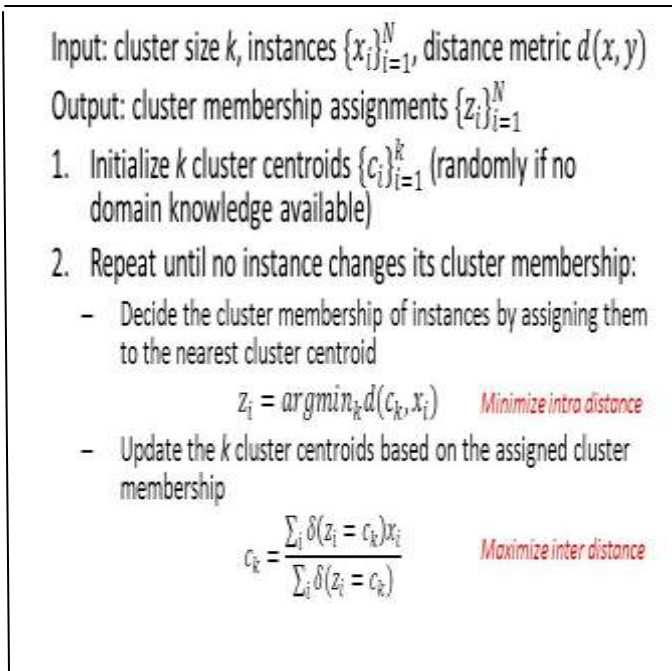 Input: cluster size k, instances {x_i}_{i=1}^N, distance metric d(x, y)
Output: cluster membership assignments {z_i}_{i=1}^N
1. Initialize k cluster centroids {c_i}_{i=1}^k (randomly if no
domain knowledge available)
2. Repeat until no instance changes its cluster membership:
– Decide the cluster membership of instances by assigning them
to the nearest cluster centroid
z_i = argmin_k d(c_k, x_i) Minimize intra distance
– Update the k cluster centroids based on the assigned cluster
membership
c_k = ∑_i δ(z_i = c_k)x_i / ∑_i δ(z_i = c_k) Maximize inter distance